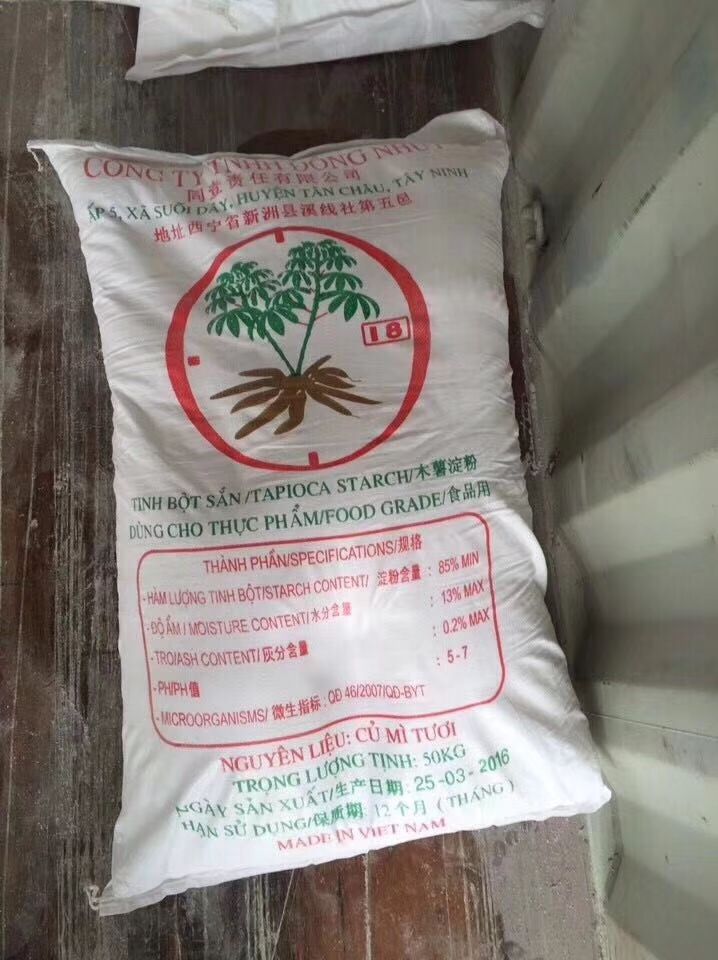 CÔNG TY TNHH ĐỒNG NHỰT
责任有限公司
ẤP 5, XÃ SUỐI DÂY, HUYỆN TÂN CHÂU, TÂY NINH
地址西宁省新洲县溪线社第五邑
18
TINH BỘT SẮN/TAPIOCA STARCH/木薯淀粉
DÙNG CHO THỰC PHẨM/FOOD GRADE/食品用
THÀNH PHẦN/SPECIFICATIONS/规格
- HÀM LƯỢNG TINH BỘT/STARCH CONTENT/ 淀粉含量 : 85% MIN
- ĐỘ ẨM / MOISTURE CONTENT/水分含量 : 13% MAX
- TRO/ASH CONTENT/灰分含量 : 0.2% MAX
- PH/PH值 : 5 - 7
- MICROORGANISMS/ 微生指标 : QĐ 46/2007/QĐ-BYT
NGUYÊN LIỆU: CỦ MÌ TƯƠI
TRỌNG LƯỢNG TỊNH: 50KG
NGÀY SẢN XUẤT/生产日期: 25-03-2016
HẠN SỬ DỤNG/保质期: 12个月 (THÁNG)
MADE IN VIET NAM